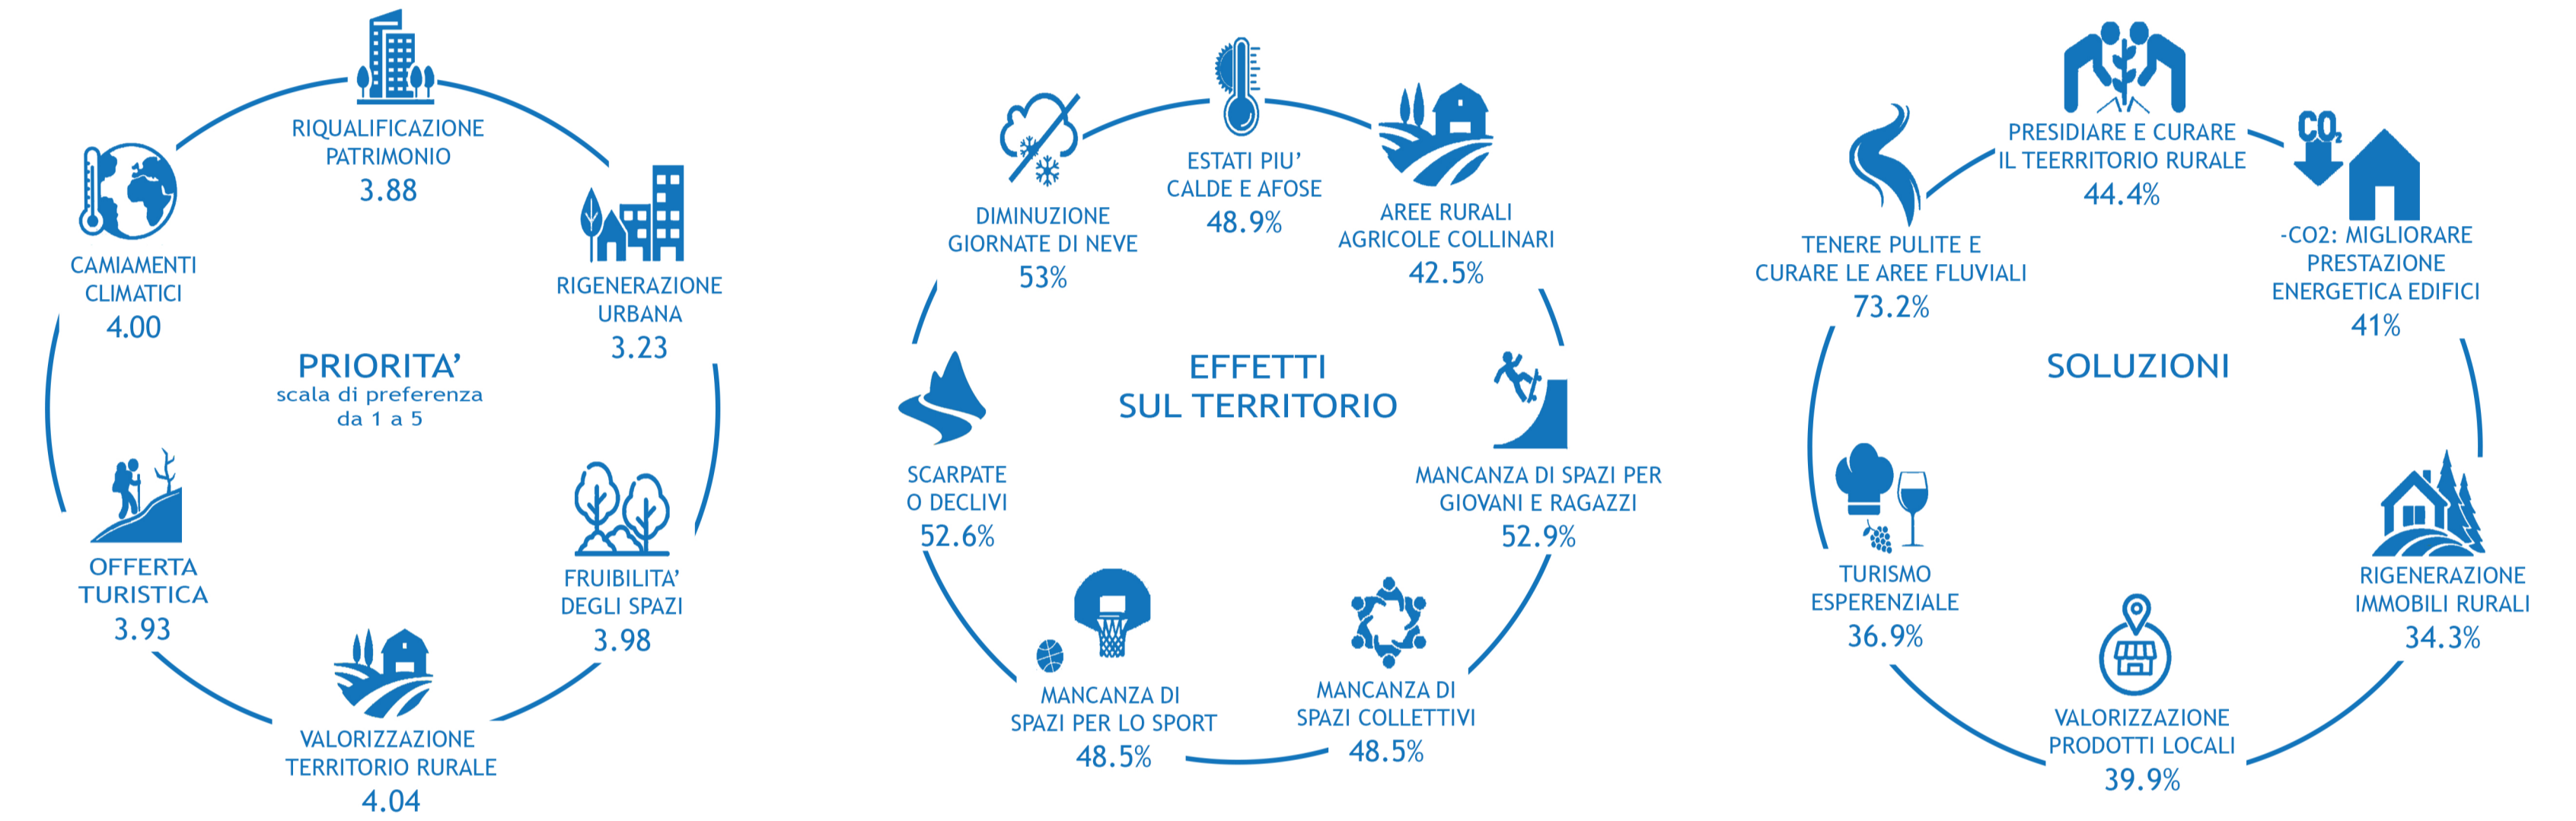 RIQUALIFICAZIONE
PATRIMONIO
3.88
CAMIAMENTI
CLIMATICI
4.00
RIGENERAZIONE
URBANA
3.23
PRIORITA'
scala di preferenza
da 1 a 5
OFFERTA
TURISTICA
3.93
FRUIBILITA'
DEGLI SPAZI
3.98
VALORIZZAZIONE
TERRITORIO RURALE
4.04
ESTATI PIU'
CALDE E AFOSE
48.9%
DIMINUZIONE
GIORNATE DI NEVE
53%
AREE RURALI
AGRICOLE COLLINARI
42.5%
EFFETTI
SUL TERRITORIO
SCARPATE
O DECLIVI
52.6%
MANCANZA DI SPAZI PER
GIOVANI E RAGAZZI
52.9%
MANCANZA DI
SPAZI PER LO SPORT
48.5%
MANCANZA DI
SPAZI COLLETTIVI
48.5%
PRESIDIARE E CURARE
IL TEERRITORIO RURALE
44.4%
TENERE PULITE E
CURARE LE AREE FLUVIALI
73.2%
CO2
-CO2: MIGLIORARE
PRESTAZIONE
ENERGETICA EDIFICI
41%
SOLUZIONI
TURISMO
ESPERENZIALE
36.9%
RIGENERAZIONE
IMMOBILI RURALI
34.3%
VALORIZZAZIONE
PRODOTTI LOCALI
39.9%